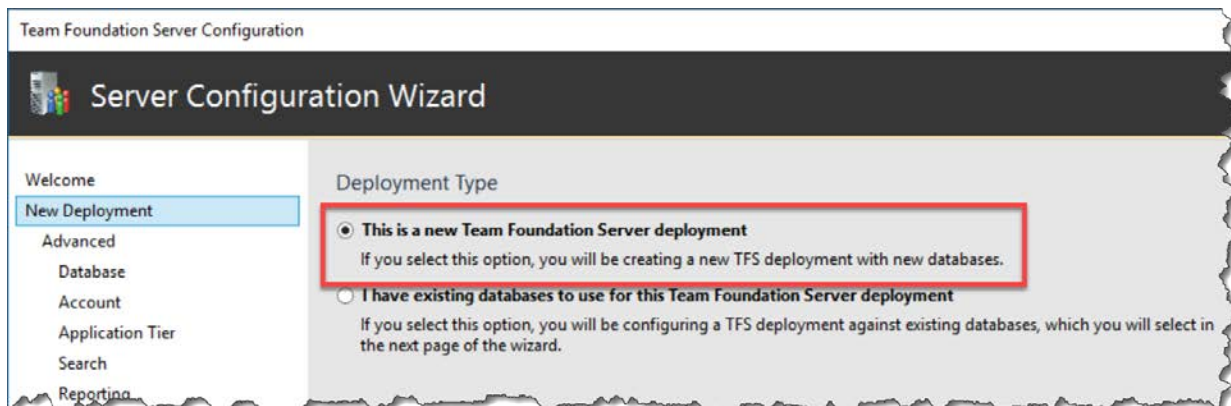 Team Foundation Server Configuration
Server Configuration Wizard
Welcome
New Deployment
Advanced
Database
Account
Application Tier
Search
Reporting
Deployment Type
This is a new Team Foundation Server deployment
If you select this option, you will be creating a new TFS deployment with new databases.
I have existing databases to use for this Team Foundation Server deployment
If you select this option, you will be configuring a TFS deployment against existing databases, which you will select in
the next page of the wizard.